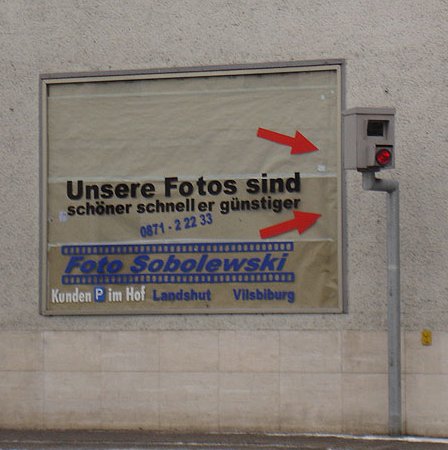 Unsere Fotos sind
schöner schneller günstiger
0871 - 2 22 33
Foto Sobolewski
Kunden P im Hof Landshut Vilsbiburg